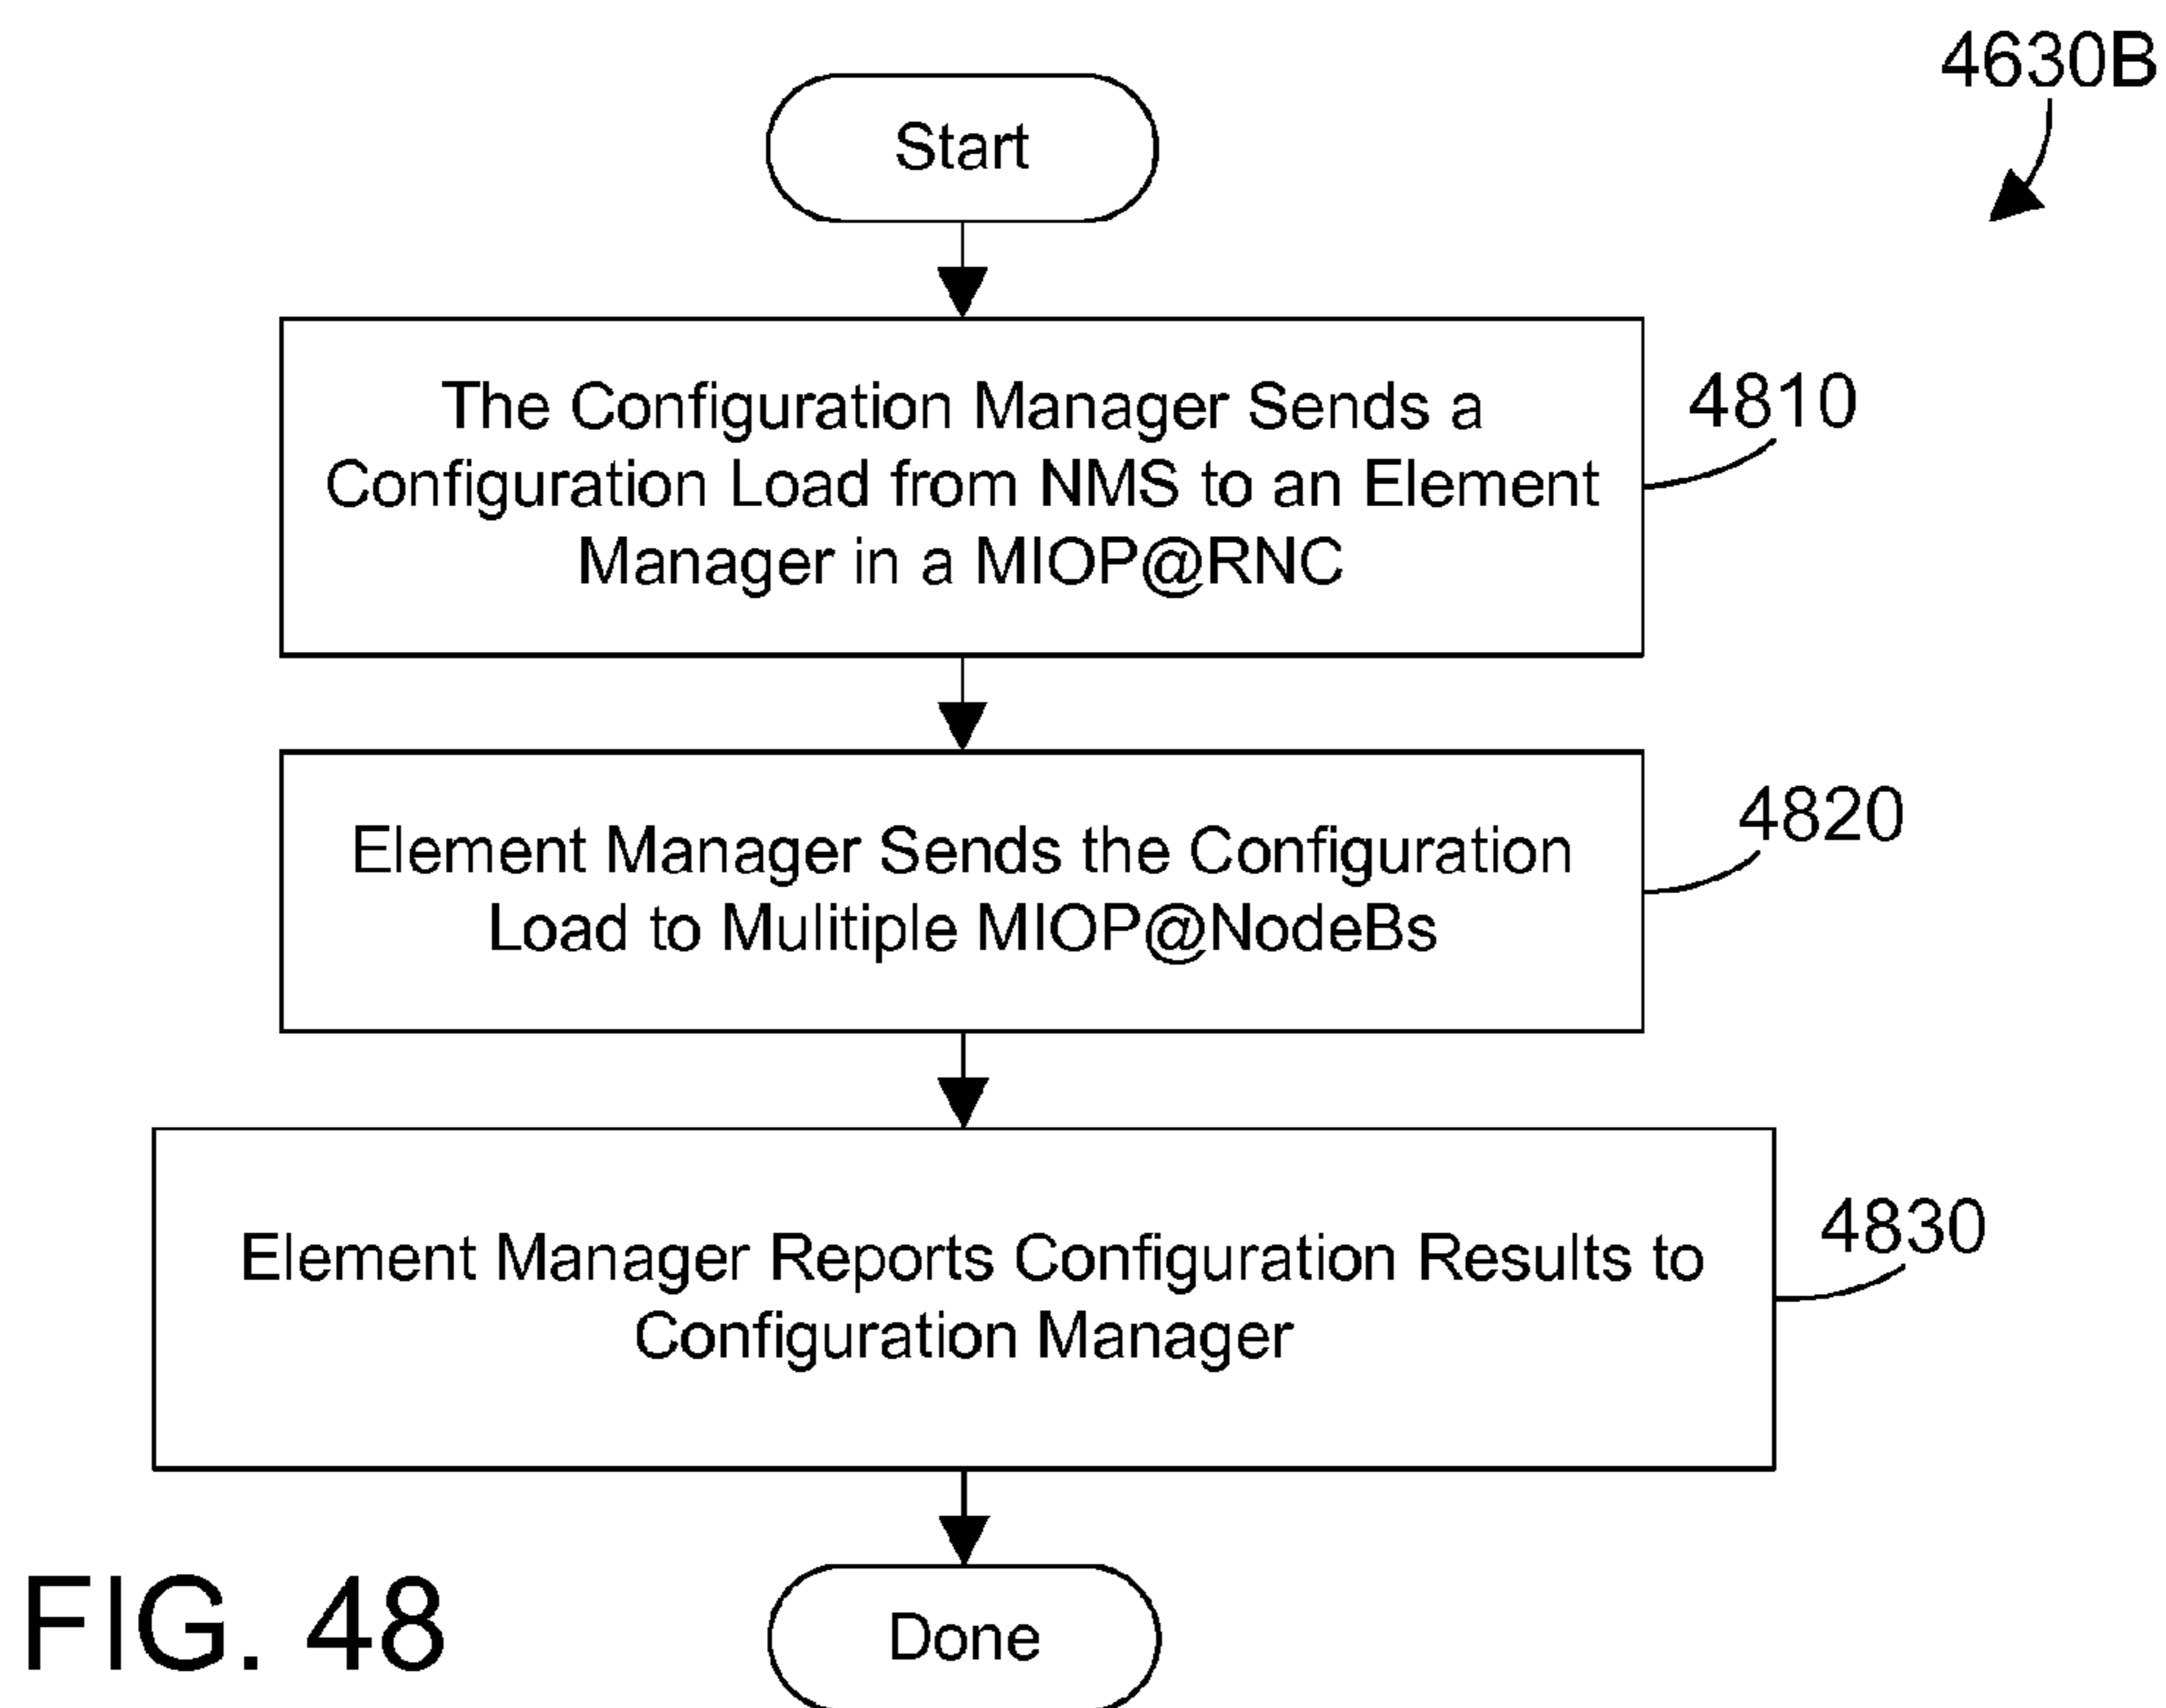 4630B
Start
The Configuration Manager Sends a
Configuration Load from NMS to an Element
Manager in a MIOP@RNC
4810
Element Manager Sends the Configuration
Load to Mulitiple MIOP@NodeBs
4820
Element Manager Reports Configuration Results to
Configuration Manager
4830
Done
FIG. 48